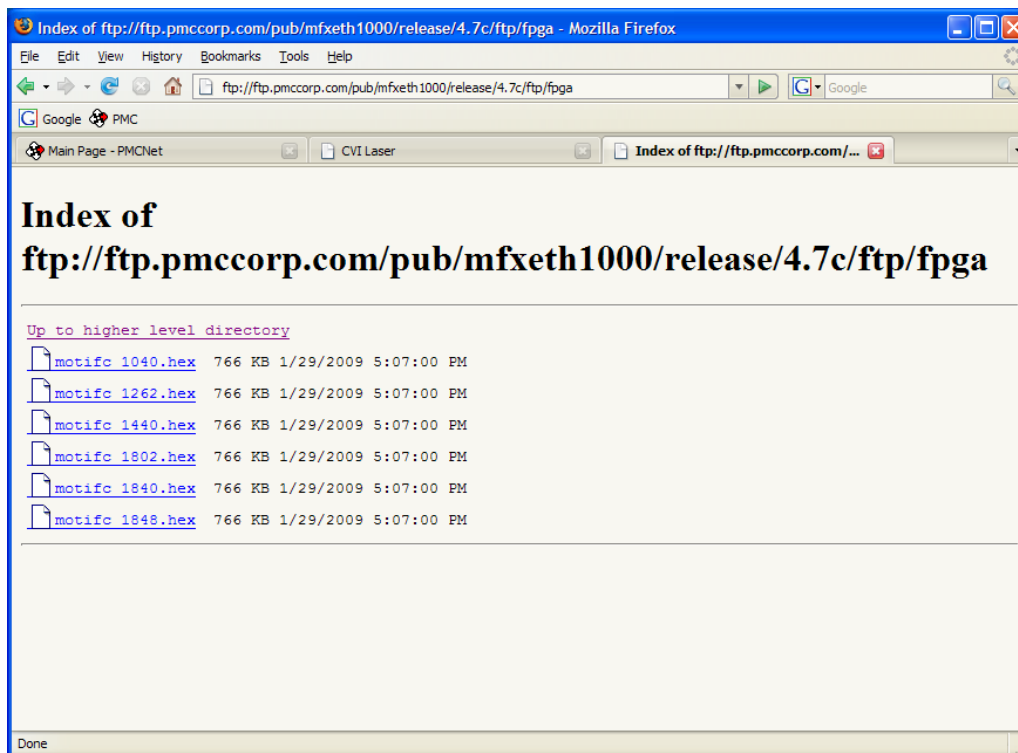 Index of ftp://ftp.pmccorp.com/pub/mfxeth1000/release/4.7c/ftp/fpga - Mozilla Firefox
File Edit View History Bookmarks Tools Help
ftp://ftp.pmccorp.com/pub/mfxeth1000/release/4.7c/ftp/fpga G Google
G Google PMC
Main Page - PMCNet CVI Laser Index of ftp://ftp.pmccorp.com/...
Index of
ftp://ftp.pmccorp.com/pub/mfxeth1000/release/4.7c/ftp/fpga
Up to higher level directory
motifc 1040.hex 766 KB 1/29/2009 5:07:00 PM
motifc 1262.hex 766 KB 1/29/2009 5:07:00 PM
motifc 1440.hex 766 KB 1/29/2009 5:07:00 PM
motifc 1802.hex 766 KB 1/29/2009 5:07:00 PM
motifc 1840.hex 766 KB 1/29/2009 5:07:00 PM
motifc 1848.hex 766 KB 1/29/2009 5:07:00 PM
Done